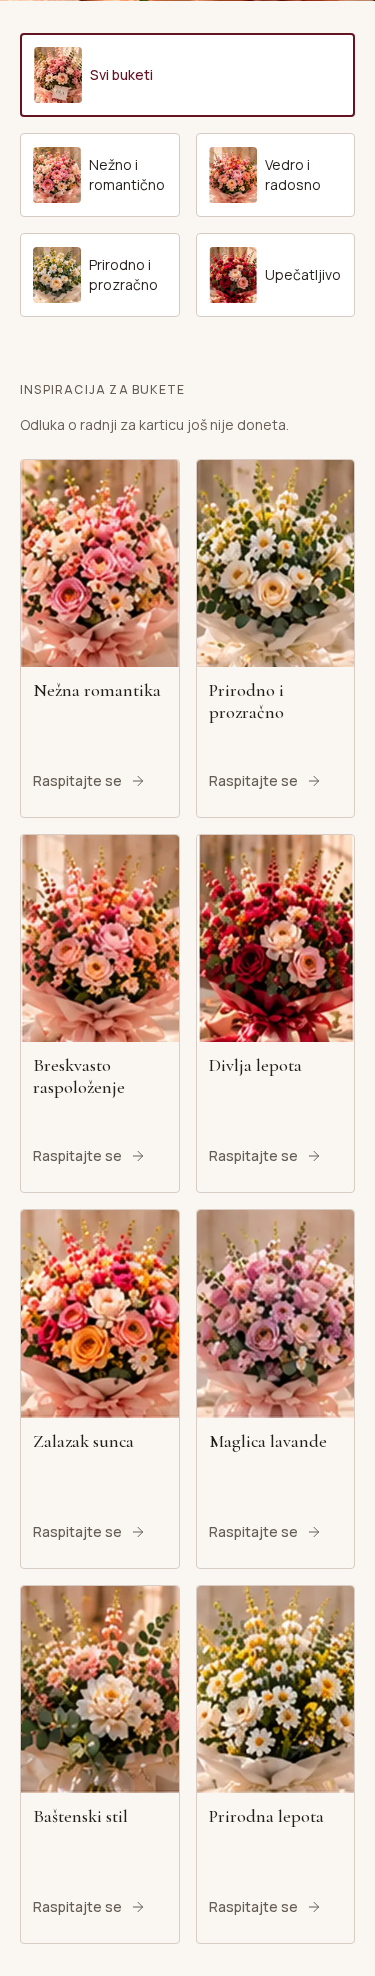 Svi buketi
Nežno i
romantično
Vedro i
radosno
Prirodno i
prozračno
Upečatljivo
INSPIRACIJA ZA BUKETE
Odluka o radnji za karticu još nije doneta.
Nežna romantika
Prirodno i
prozračno
Raspitajte se →
Raspitajte se →
Breskvasto
raspoloženje
Divlja lepota
Raspitajte se →
Raspitajte se →
Zalazak sunca
Maglica lavande
Raspitajte se →
Raspitajte se →
Baštenski stil
Prirodna lepota
Raspitajte se →
Raspitajte se →